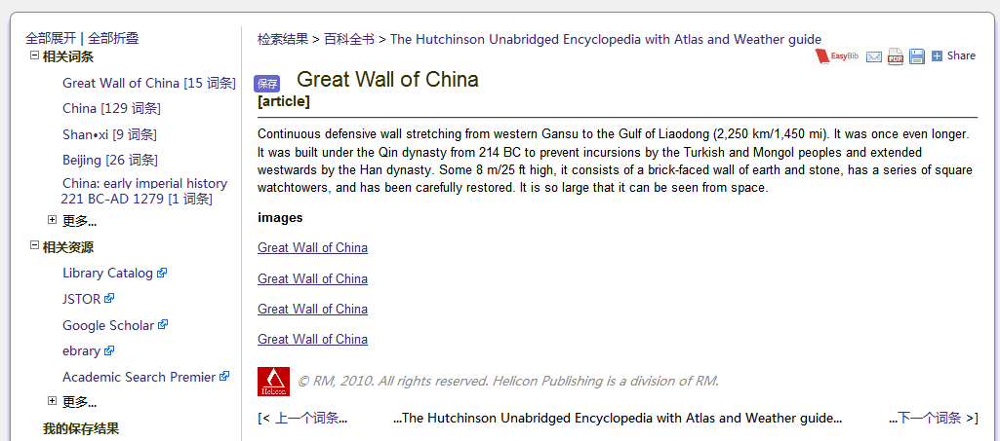 全部展开 | 全部折叠
相关词条
Great Wall of China [15 词条]
China [129 词条]
Shan•xi [9 词条]
Beijing [26 词条]
China: early imperial history
221 BC-AD 1279 [1 词条]
更多...
相关资源
Library Catalog
JSTOR
Google Scholar
ebrary
Academic Search Premier
更多...
我的保存结果
检索结果 > 百科全书 > The Hutchinson Unabridged Encyclopedia with Atlas and Weather guide
EasyBib
PDF
Share
保存 Great Wall of China
[article]
Continuous defensive wall stretching from western Gansu to the Gulf of Liaodong (2,250 km/1,450 mi). It was once even longer.
It was built under the Qin dynasty from 214 BC to prevent incursions by the Turkish and Mongol peoples and extended
westwards by the Han dynasty. Some 8 m/25 ft high, it consists of a brick-faced wall of earth and stone, has a series of square
watchtowers, and has been carefully restored. It is so large that it can be seen from space.
images
Great Wall of China
Great Wall of China
Great Wall of China
Great Wall of China
Helicon
© RM, 2010. All rights reserved. Helicon Publishing is a division of RM.
[< 上一个词条... ...The Hutchinson Unabridged Encyclopedia with Atlas and Weather guide... ...下一个词条 >]